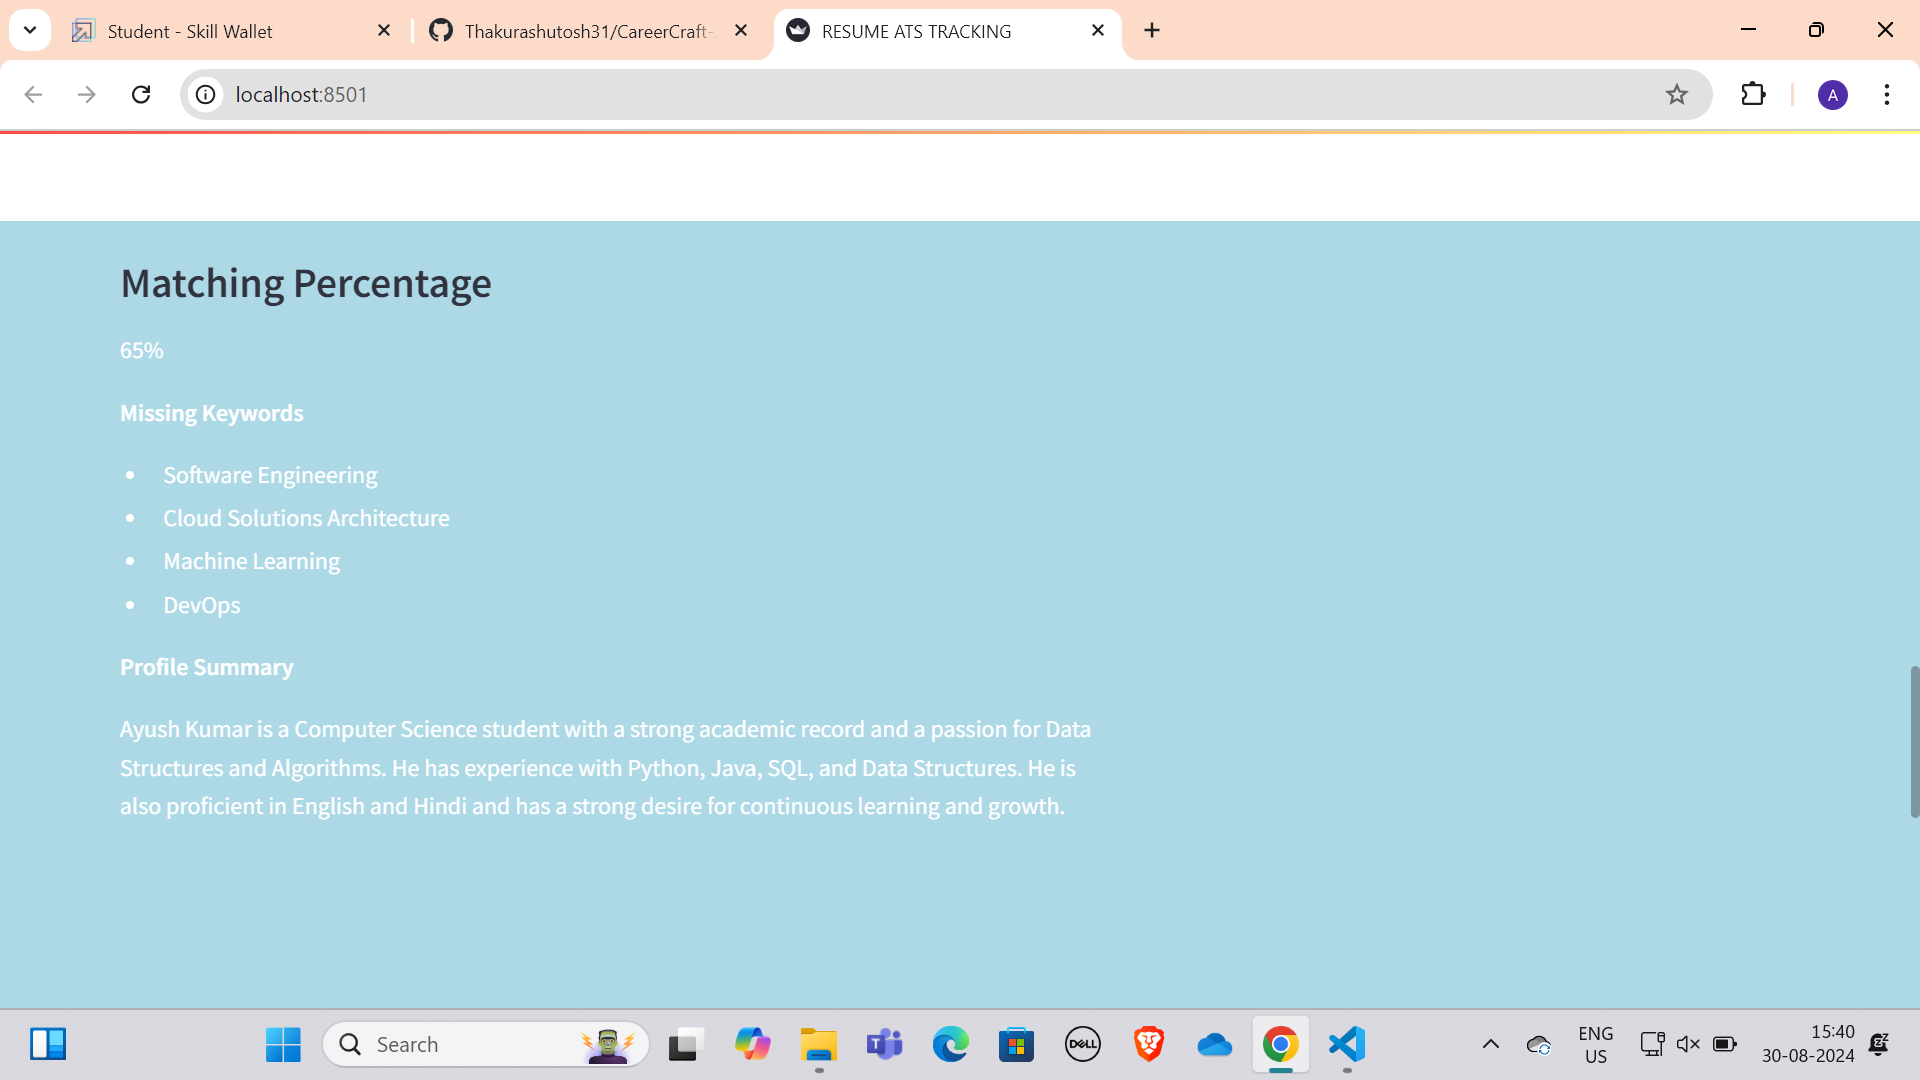 Student - Skill Wallet
Thakurashutosh31/CareerCraft-
RESUME ATS TRACKING
localhost:8501
A
Matching Percentage
65%
Missing Keywords
• Software Engineering
• Cloud Solutions Architecture
• Machine Learning
• DevOps
Profile Summary
Ayush Kumar is a Computer Science student with a strong academic record and a passion for Data
Structures and Algorithms. He has experience with Python, Java, SQL, and Data Structures. He is
also proficient in English and Hindi and has a strong desire for continuous learning and growth.
Search
DELL
ENG
US
15:40
30-08-2024